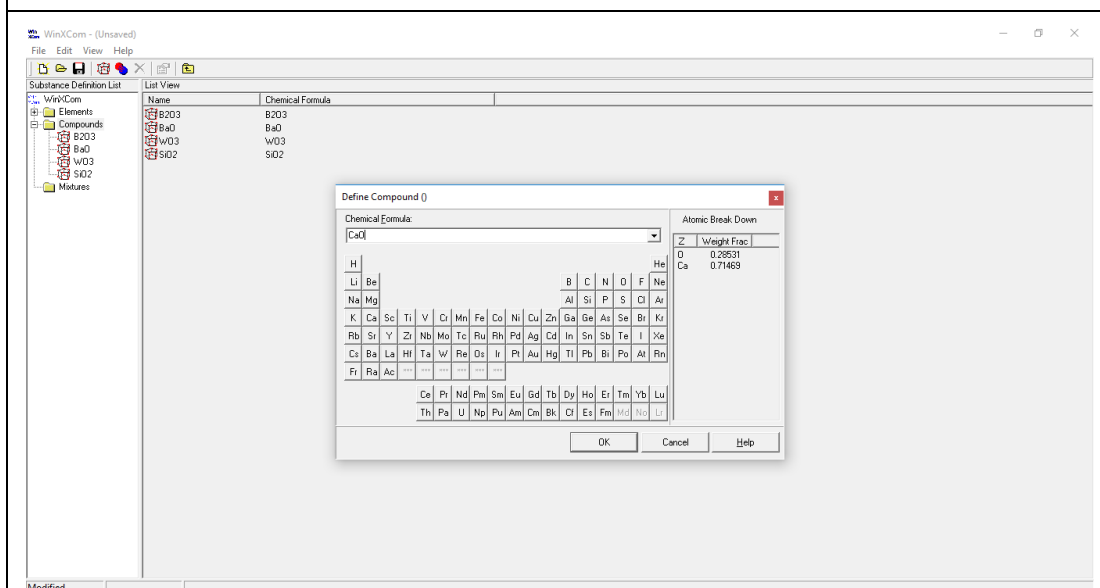 WinXCom - (Unsaved)
File Edit View Help
Substance Definition List List View
WinXCom
Elements
Compounds
B2O3
BaO
WO3
SiO2
Mixtures
Name Chemical Formula
B2O3 B2O3
BaO BaO
WO3 WO3
SiO2 SiO2
Define Compound ()
Chemical Formula:
CaO
H He
Li Be B C N O F Ne
Na Mg Al Si P S Cl Ar
K Ca Sc Ti V Cr Mn Fe Co Ni Cu Zn Ga Ge As Se Br Kr
Rb Sr Y Zr Nb Mo Tc Ru Rh Pd Ag Cd In Sn Sb Te I Xe
Cs Ba La Hf Ta W Re Os Ir Pt Au Hg Tl Pb Bi Po At Rn
Fr Ra Ac *** *** *** *** ***
Ce Pr Nd Pm Sm Eu Gd Tb Dy Ho Er Tm Yb Lu
Th Pa U Np Pu Am Cm Bk Cf Es Fm Md No Lr
Atomic Break Down
Z Weight Frac
O 0.28531
Ca 0.71469
OK Cancel Help
Modified